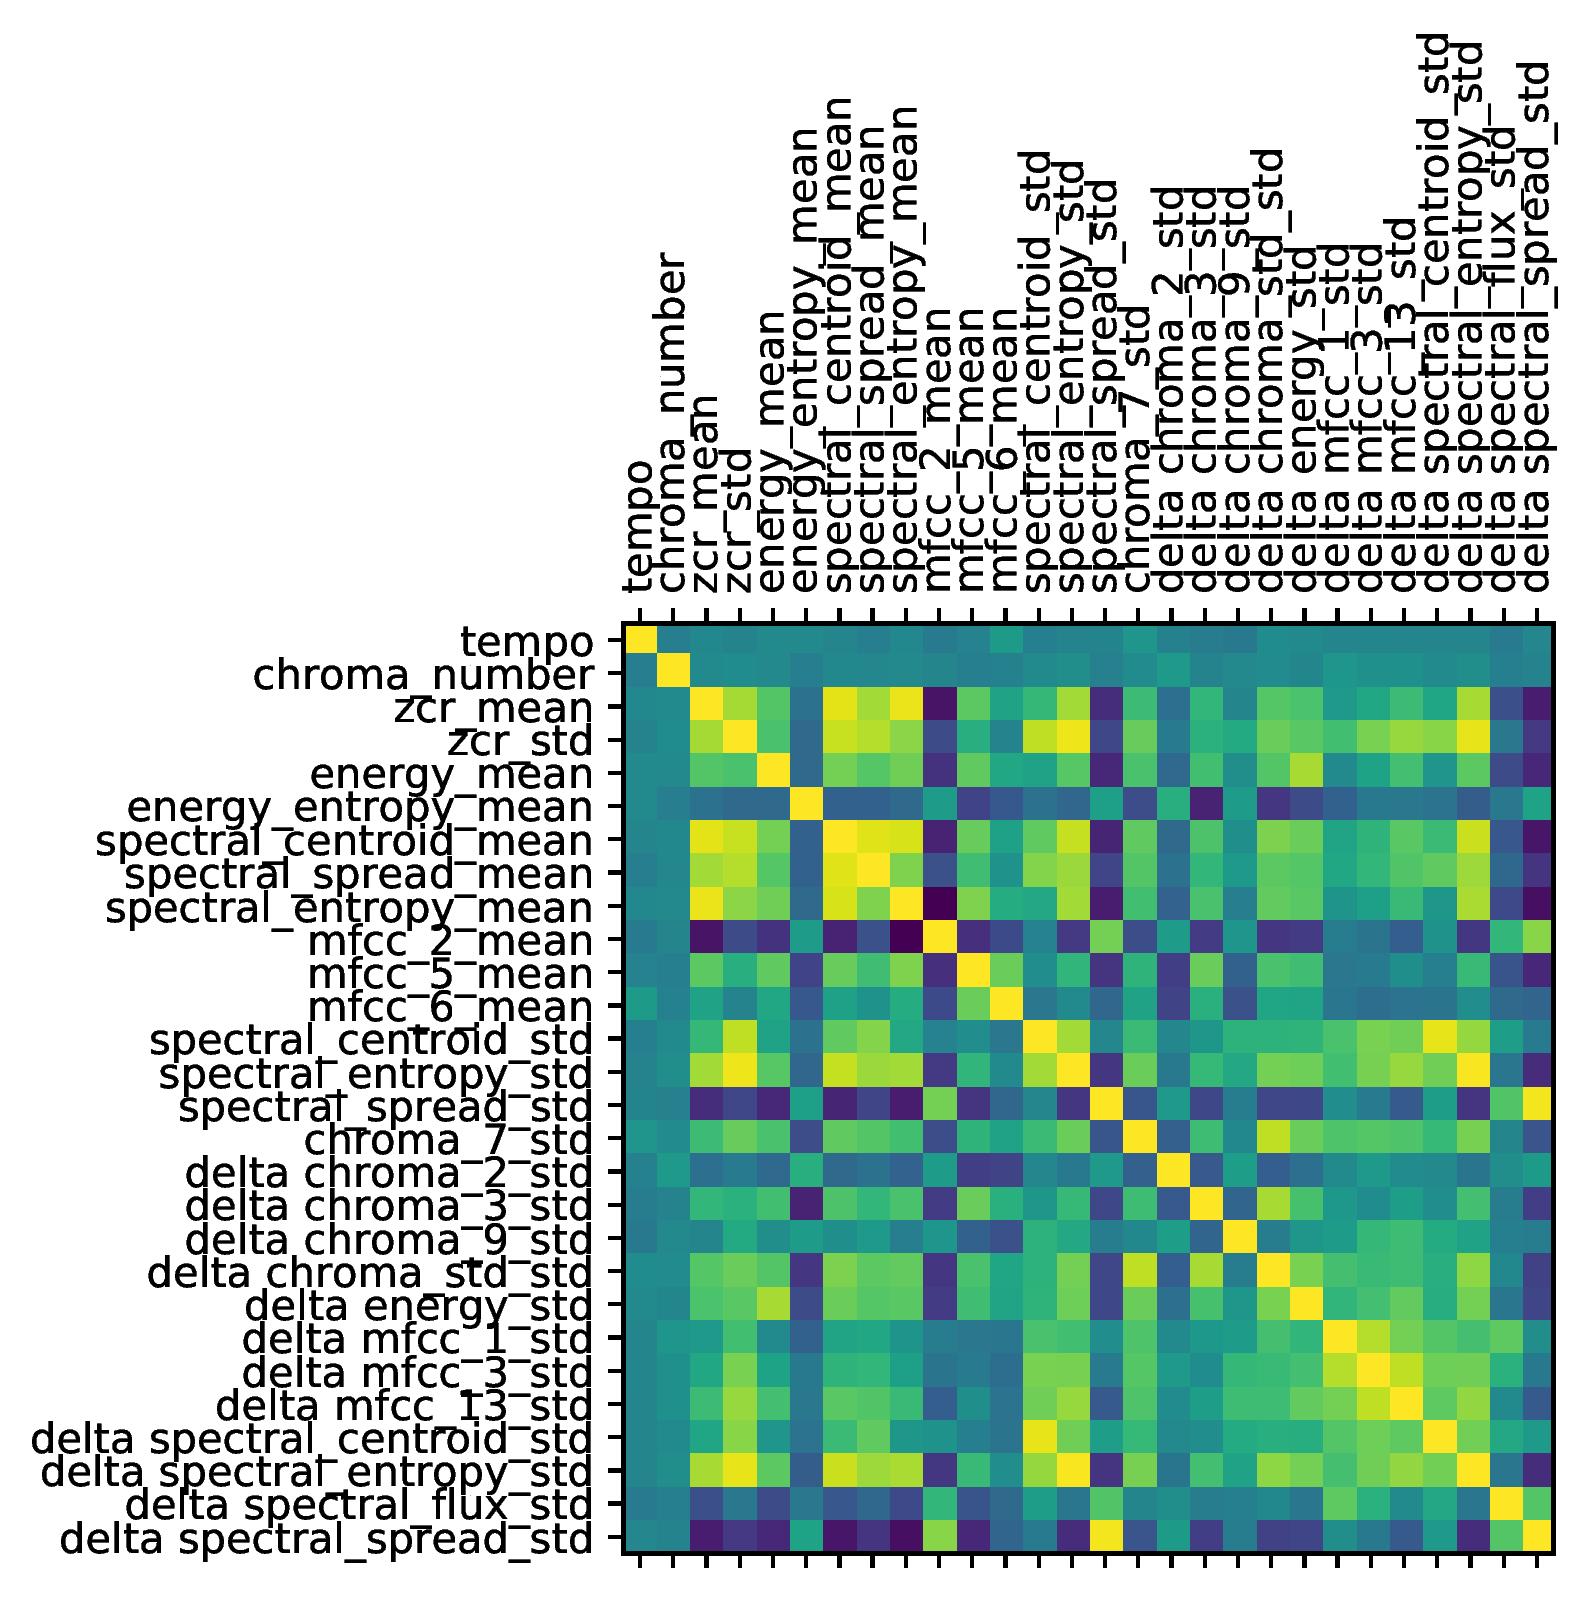 tempo
chroma_number
zcr_mean
zcr_std
energy_mean
energy_entropy_mean
spectral_centroid_mean
spectral_spread_mean
spectral_entropy_mean
mfcc_2_mean
mfcc_5_mean
mfcc_6_mean
spectral_centroid_std
spectral_entropy_std
spectral_spread_std
chroma_7_std
delta chroma_2_std
delta chroma_3_std
delta chroma_9_std
delta chroma_std_std
delta energy_std
delta mfcc_1_std
delta mfcc_3_std
delta mfcc_13_std
delta spectral_centroid_std
delta spectral_entropy_std
delta spectral_flux_std
delta spectral_spread_std
tempo
chroma_number
zcr_mean
zcr_std
energy_mean
energy_entropy_mean
spectral_centroid_mean
spectral_spread_mean
spectral_entropy_mean
mfcc_2_mean
mfcc_5_mean
mfcc_6_mean
spectral_centroid_std
spectral_entropy_std
spectral_spread_std
chroma_7_std
delta chroma_2_std
delta chroma_3_std
delta chroma_9_std
delta chroma_std_std
delta energy_std
delta mfcc_1_std
delta mfcc_3_std
delta mfcc_13_std
delta spectral_centroid_std
delta spectral_entropy_std
delta spectral_flux_std
delta spectral_spread_std